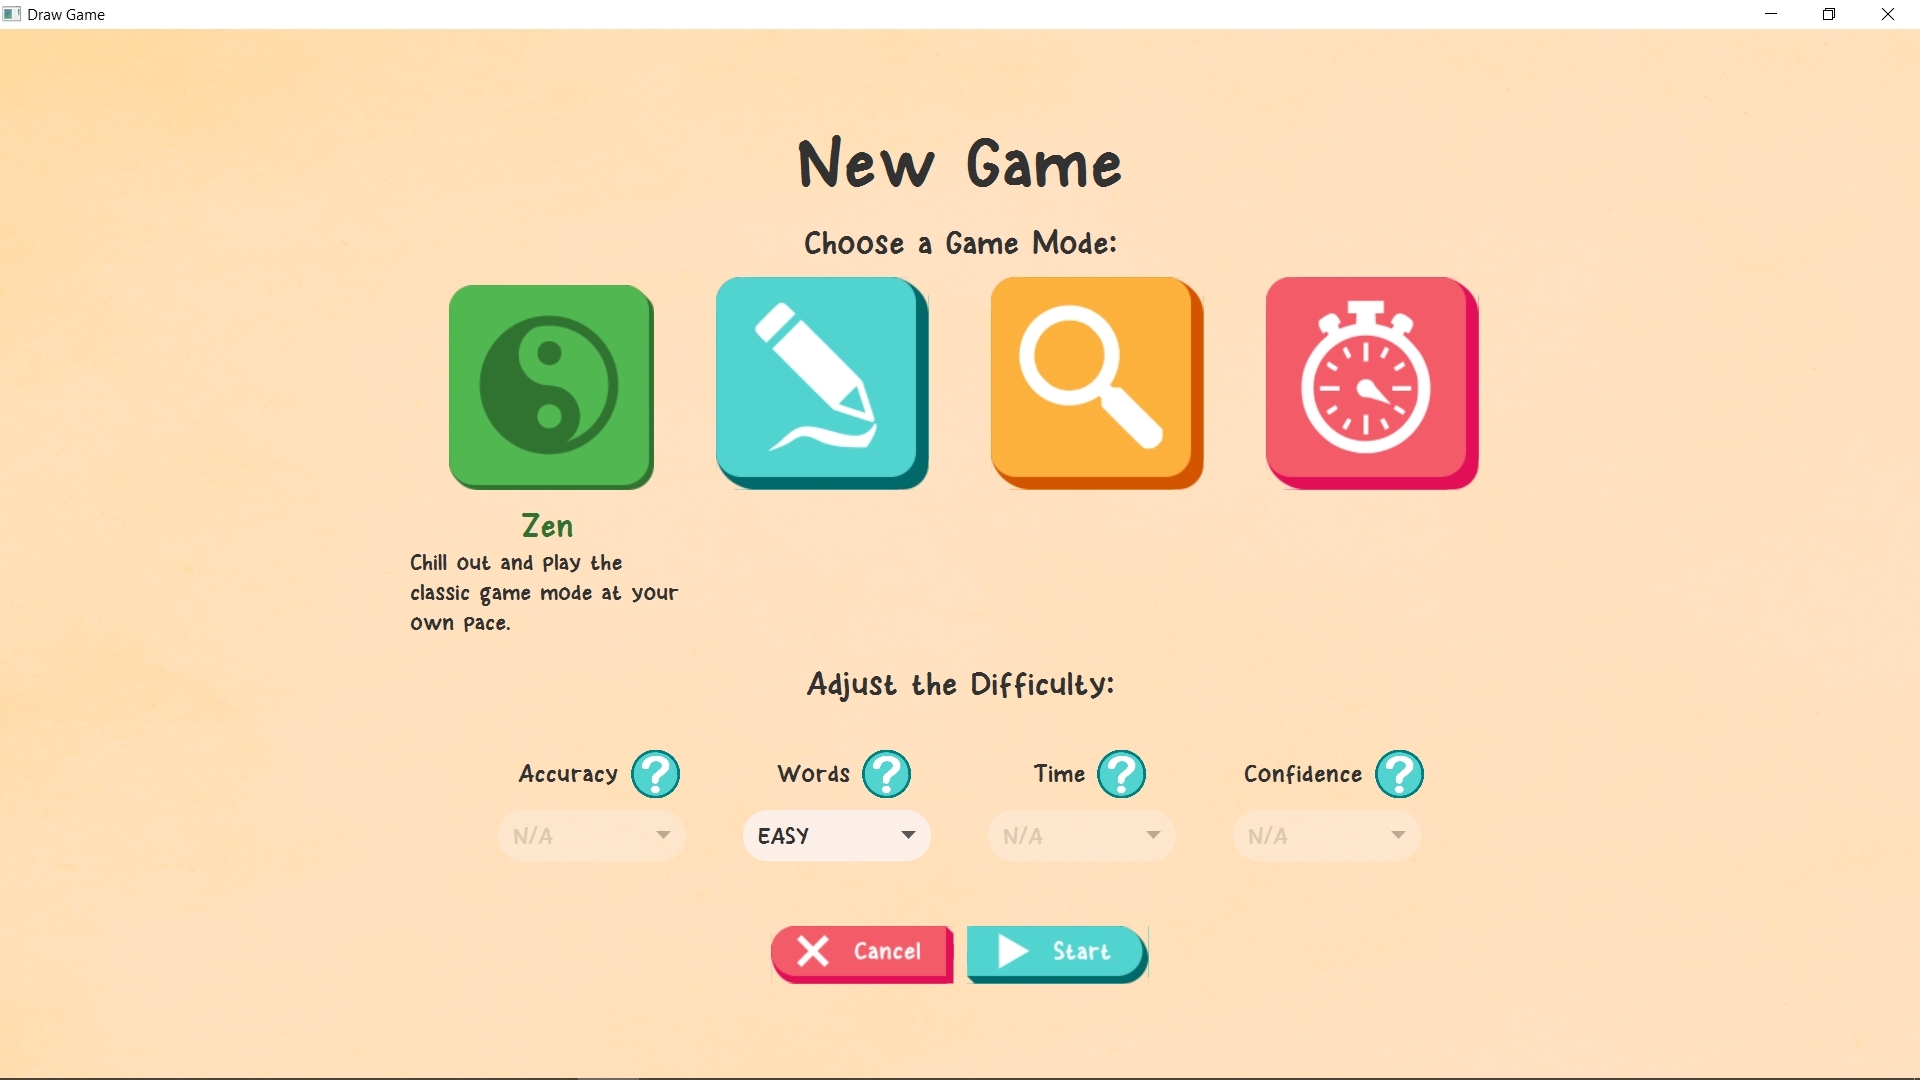 Draw Game
New Game
Choose a Game Mode:
Zen
Chill out and play the
classic game mode at your
own pace.
Adjust the Difficulty:
Accuracy ? Words ? Time ? Confidence ?
N/A EASY N/A N/A
Cancel Start